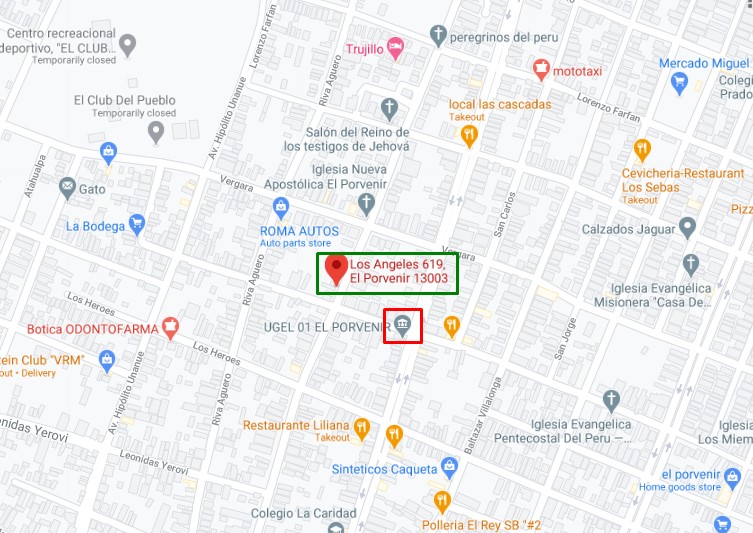 Centro recreacional
deportivo, "EL CLUB...
Temporarily closed
Lorenzo Farfan
Trujillo
peregrinos del peru
mototaxi
Mercado Miguel
Colegio
Prado
El Club Del Pueblo
Temporarily closed
Av. Hipólito Unanue
Riva Aguero
local las cascadas
Takeout
Lorenzo Farfan
Salón del Reino de
los testigos de Jehová
Iglesia Nueva
Apostólica El Porvenir
Cevicheria-Restaurant
Los Sebas
Takeout
Atahualpa
Gato
Vergara
San Carlos
Pizz
La Bodega
ROMA AUTOS
Auto parts store
Calzados Jaguar
Vergara
Riva Aguero
Los Angeles 619,
El Porvenir 13003
Iglesia Evangélica
Misionera "Casa De...
Los Heroes
Botica ODONTOFARMA
UGEL 01 EL PORVENIR
Los Heroes
San Jorge
ein Club "VRM"
out • Delivery
Av. Hipólito Unanue
Riva Aguero
Baltazar Villalonga
Restaurante Liliana
Takeout
Iglesia Evangelica
Pentecostal Del Peru —...
Iglesia
Los Miem
Leonidas Yerovi
Leonidas Yerovi
Sinteticos Caqueta
el porvenir
Home goods store
Colegio La
Caridad
Polleria El Rey SB "#2